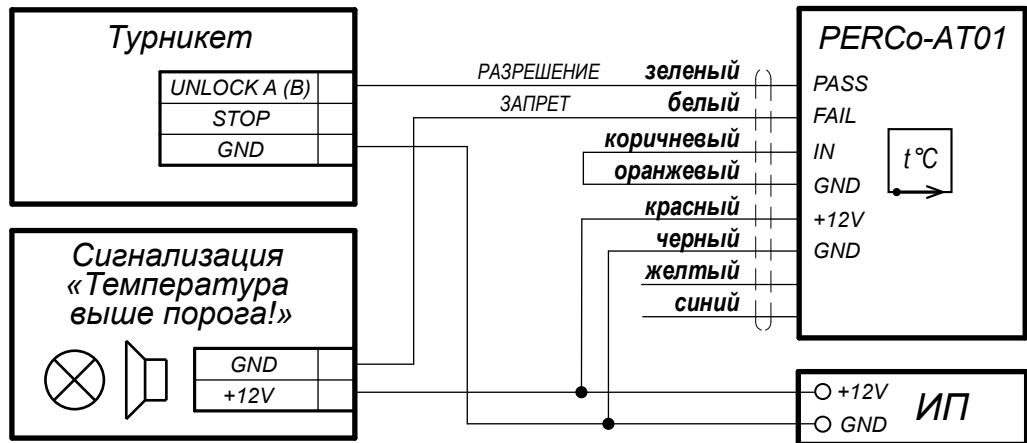 Турникет
UNLOCK A (B)
STOP
GND
РАЗРЕШЕНИЕ
ЗАПРЕТ
зеленый
белый
коричневый
оранжевый
красный
черный
желтый
синий
PERCo-AT01
PASS
FAIL
IN
GND
+12V
GND
t°C
Сигнализация
«Температура
выше порога!»
GND
+12V
+12V
GND
ИП